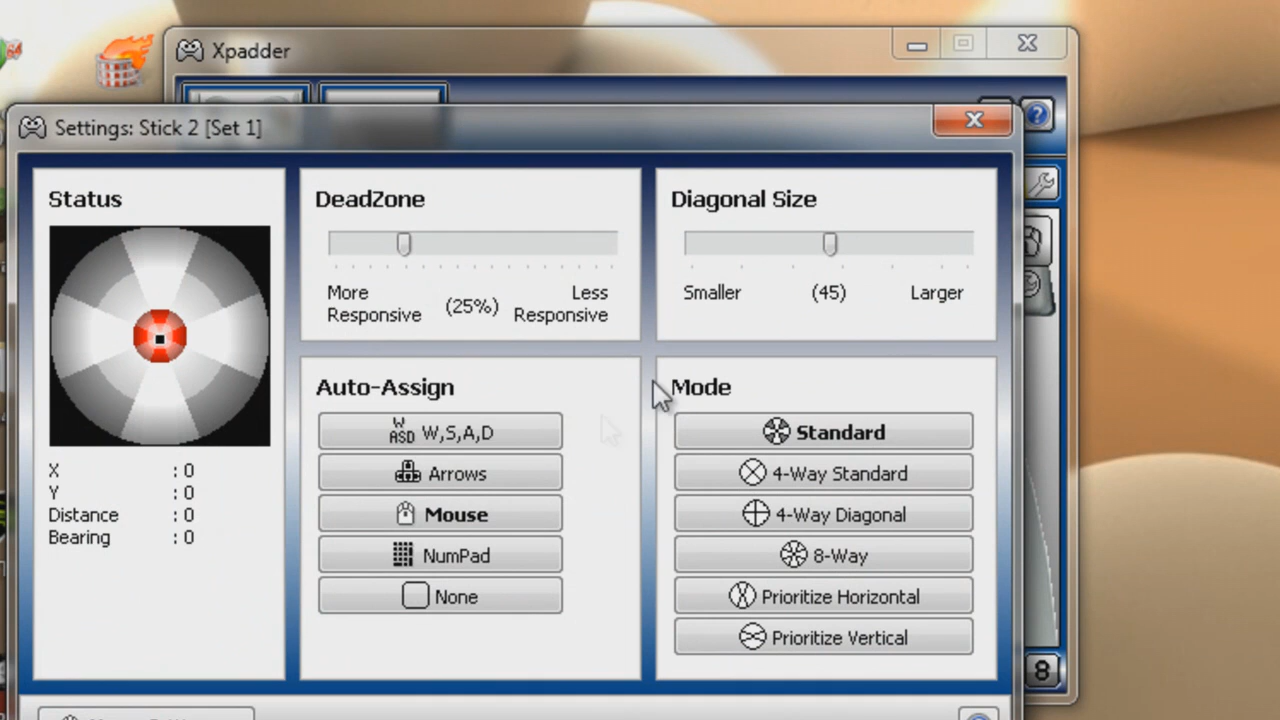 Xpadder
Settings: Stick 2 [Set 1]
Status
X : 0
Y : 0
Distance : 0
Bearing : 0
DeadZone
More Responsive
(25%)
Less Responsive
Diagonal Size
Smaller
(45)
Larger
Auto-Assign
W ASD W,S,A,D
Arrows
Mouse
NumPad
None
Mode
Standard
4-Way Standard
4-Way Diagonal
8-Way
Prioritize Horizontal
Prioritize Vertical
8